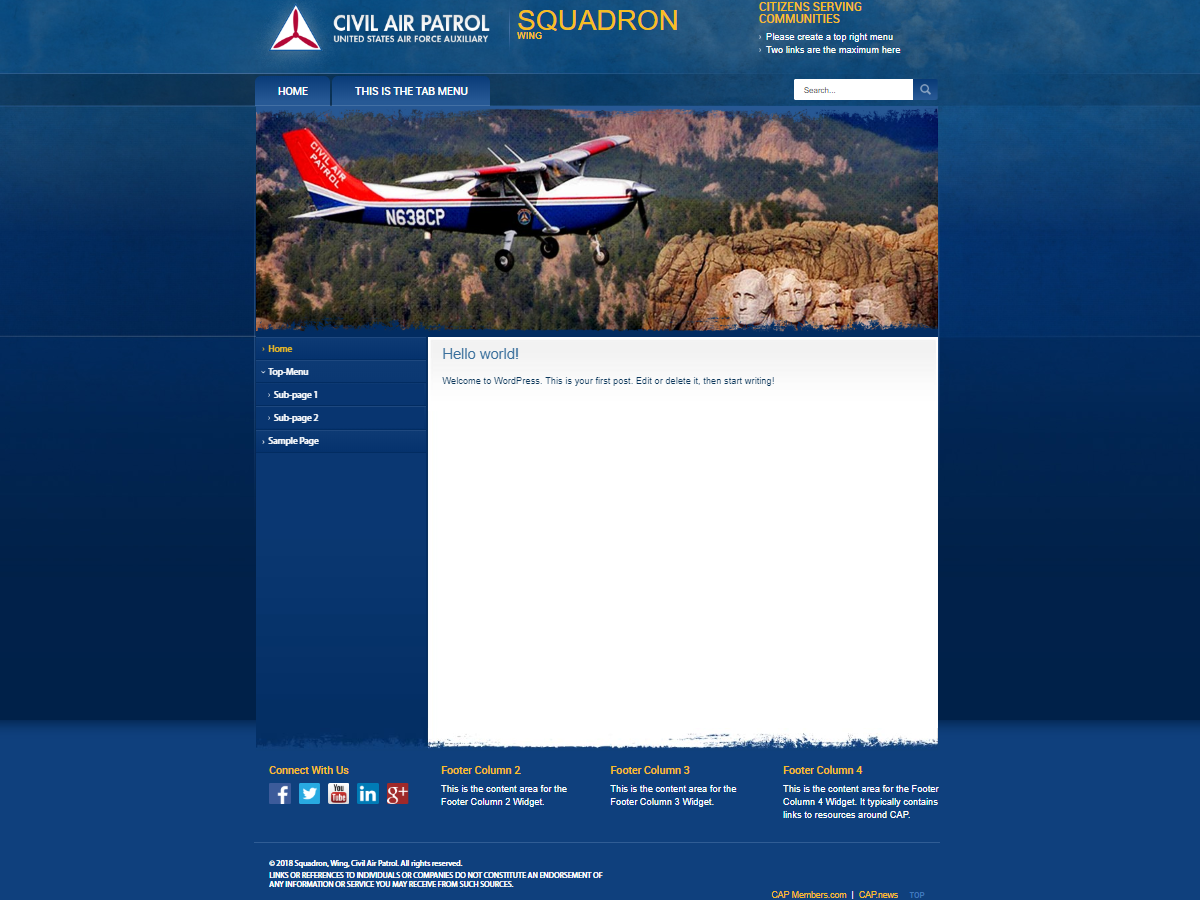 CIVIL AIR PATROL
UNITED STATES AIR FORCE AUXILIARY
SQUADRON
WING
CITIZENS SERVING
COMMUNITIES
› Please create a top right menu
› Two links are the maximum here
HOME
THIS IS THE TAB MENU
Search...
CIVIL AIR
PATROL
N638CP
› Home
Top-Menu
› Sub-page 1
› Sub-page 2
› Sample Page
Hello world!
Welcome to WordPress. This is your first post. Edit or delete it, then start writing!
Connect With Us
f
You
Tube
in
g+
Footer Column 2
This is the content area for the
Footer Column 2 Widget.
Footer Column 3
This is the content area for the
Footer Column 3 Widget.
Footer Column 4
This is the content area for the Footer
Column 4 Widget. It typically contains
links to resources around CAP.
© 2018 Squadron, Wing, Civil Air Patrol. All rights reserved.
LINKS OR REFERENCES TO INDIVIDUALS OR COMPANIES DO NOT CONSTITUTE AN ENDORSEMENT OF
ANY INFORMATION OR SERVICE YOU MAY RECEIVE FROM SUCH SOURCES.
CAP Members.com | CAP.news TOP